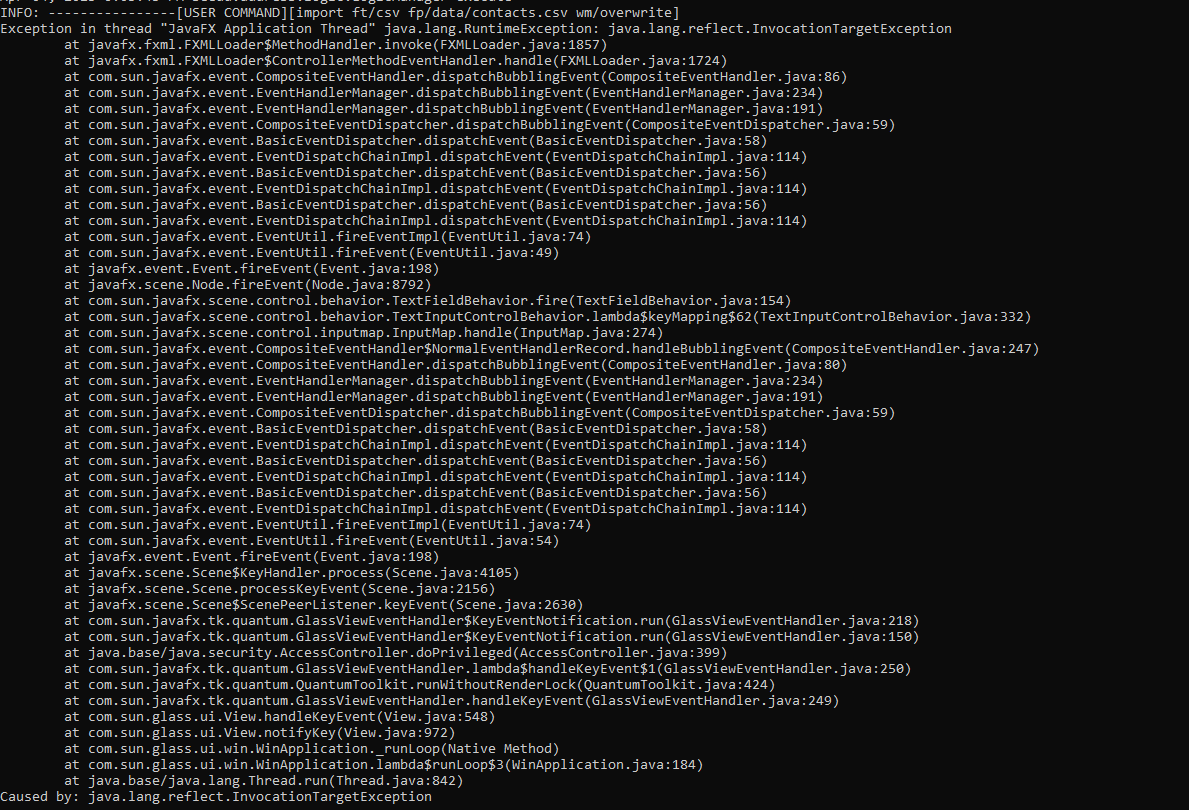 INFO: ----------------[USER COMMAND][import ft/csv fp/data/contacts.csv wm/overwrite]
Exception in thread "JavaFX Application Thread" java.lang.RuntimeException: java.lang.reflect.InvocationTargetException
at javafx.fxml.FXMLLoader$MethodHandler.invoke(FXMLLoader.java:1857)
at javafx.fxml.FXMLLoader$ControllerMethodEventHandler.handle(FXMLLoader.java:1724)
at com.sun.javafx.event.CompositeEventHandler.dispatchBubblingEvent(CompositeEventHandler.java:86)
at com.sun.javafx.event.EventHandlerManager.dispatchBubblingEvent(EventHandlerManager.java:234)
at com.sun.javafx.event.EventHandlerManager.dispatchBubblingEvent(EventHandlerManager.java:191)
at com.sun.javafx.event.CompositeEventDispatcher.dispatchBubblingEvent(CompositeEventDispatcher.java:59)
at com.sun.javafx.event.BasicEventDispatcher.dispatchEvent(BasicEventDispatcher.java:58)
at com.sun.javafx.event.EventDispatchChainImpl.dispatchEvent(EventDispatchChainImpl.java:114)
at com.sun.javafx.event.BasicEventDispatcher.dispatchEvent(BasicEventDispatcher.java:56)
at com.sun.javafx.event.EventDispatchChainImpl.dispatchEvent(EventDispatchChainImpl.java:114)
at com.sun.javafx.event.BasicEventDispatcher.dispatchEvent(BasicEventDispatcher.java:56)
at com.sun.javafx.event.EventDispatchChainImpl.dispatchEvent(EventDispatchChainImpl.java:114)
at com.sun.javafx.event.EventUtil.fireEventImpl(EventUtil.java:74)
at com.sun.javafx.event.EventUtil.fireEvent(EventUtil.java:49)
at javafx.event.Event.fireEvent(Event.java:198)
at javafx.scene.Node.fireEvent(Node.java:8792)
at com.sun.javafx.scene.control.behavior.TextFieldBehavior.fire(TextFieldBehavior.java:154)
at com.sun.javafx.scene.control.behavior.TextInputControlBehavior.lambda$keyMapping$62(TextInputControlBehavior.java:332)
at com.sun.javafx.scene.control.inputmap.InputMap.handle(InputMap.java:274)
at com.sun.javafx.event.CompositeEventHandler$NormalEventHandlerRecord.handleBubblingEvent(CompositeEventHandler.java:247)
at com.sun.javafx.event.CompositeEventHandler.dispatchBubblingEvent(CompositeEventHandler.java:80)
at com.sun.javafx.event.EventHandlerManager.dispatchBubblingEvent(EventHandlerManager.java:234)
at com.sun.javafx.event.EventHandlerManager.dispatchBubblingEvent(EventHandlerManager.java:191)
at com.sun.javafx.event.CompositeEventDispatcher.dispatchBubblingEvent(CompositeEventDispatcher.java:59)
at com.sun.javafx.event.BasicEventDispatcher.dispatchEvent(BasicEventDispatcher.java:58)
at com.sun.javafx.event.EventDispatchChainImpl.dispatchEvent(EventDispatchChainImpl.java:114)
at com.sun.javafx.event.BasicEventDispatcher.dispatchEvent(BasicEventDispatcher.java:56)
at com.sun.javafx.event.EventDispatchChainImpl.dispatchEvent(EventDispatchChainImpl.java:114)
at com.sun.javafx.event.BasicEventDispatcher.dispatchEvent(BasicEventDispatcher.java:56)
at com.sun.javafx.event.EventDispatchChainImpl.dispatchEvent(EventDispatchChainImpl.java:114)
at com.sun.javafx.event.EventUtil.fireEventImpl(EventUtil.java:74)
at com.sun.javafx.event.EventUtil.fireEvent(EventUtil.java:54)
at javafx.event.Event.fireEvent(Event.java:198)
at javafx.scene.Scene$KeyHandler.process(Scene.java:4105)
at javafx.scene.Scene.processKeyEvent(Scene.java:2156)
at javafx.scene.Scene$ScenePeerListener.keyEvent(Scene.java:2630)
at com.sun.javafx.tk.quantum.GlassViewEventHandler$KeyEventNotification.run(GlassViewEventHandler.java:218)
at com.sun.javafx.tk.quantum.GlassViewEventHandler$KeyEventNotification.run(GlassViewEventHandler.java:150)
at java.base/java.security.AccessController.doPrivileged(AccessController.java:399)
at com.sun.javafx.tk.quantum.GlassViewEventHandler.lambda$handleKeyEvent$1(GlassViewEventHandler.java:250)
at com.sun.javafx.tk.quantum.QuantumToolkit.runWithoutRenderLock(QuantumToolkit.java:424)
at com.sun.javafx.tk.quantum.GlassViewEventHandler.handleKeyEvent(GlassViewEventHandler.java:249)
at com.sun.glass.ui.View.handleKeyEvent(View.java:548)
at com.sun.glass.ui.View.notifyKey(View.java:972)
at com.sun.glass.ui.win.WinApplication._runLoop(Native Method)
at com.sun.glass.ui.win.WinApplication.lambda$runLoop$3(WinApplication.java:184)
at java.base/java.lang.Thread.run(Thread.java:842)
Caused by: java.lang.reflect.InvocationTargetException